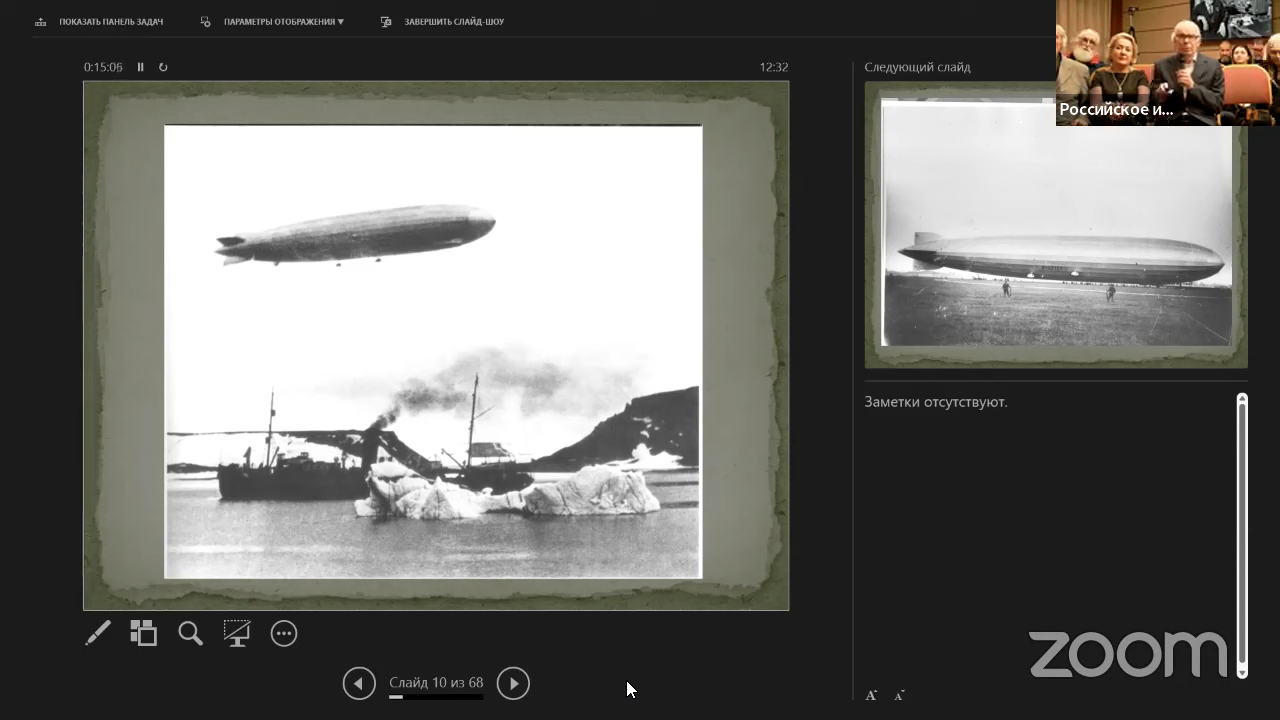 ПОКАЗАТЬ ПАНЕЛЬ ЗАДАЧ
ПАРАМЕТРЫ ОТОБРАЖЕНИЯ ▼
ЗАВЕРШИТЬ СЛАЙД-ШОУ
0:15:06
12:32
Следующий слайд
Российское и...
Заметки отсутствуют.
zoom
Слайд 10 из 68
A A